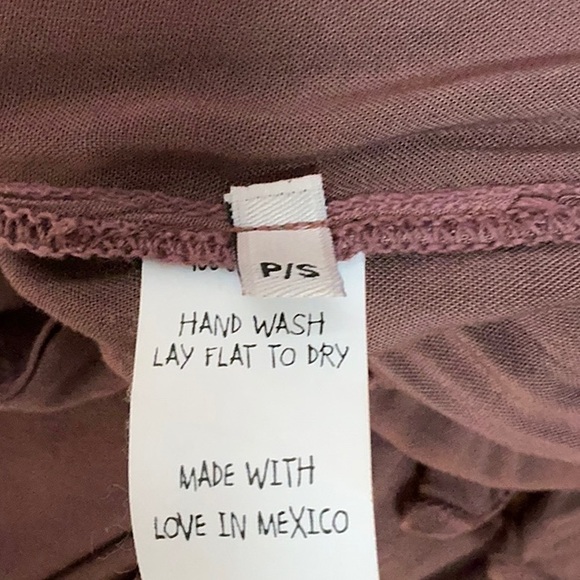 P/S
HAND WASH
LAY FLAT TO DRY
MADE WITH
LOVE IN MEXICO